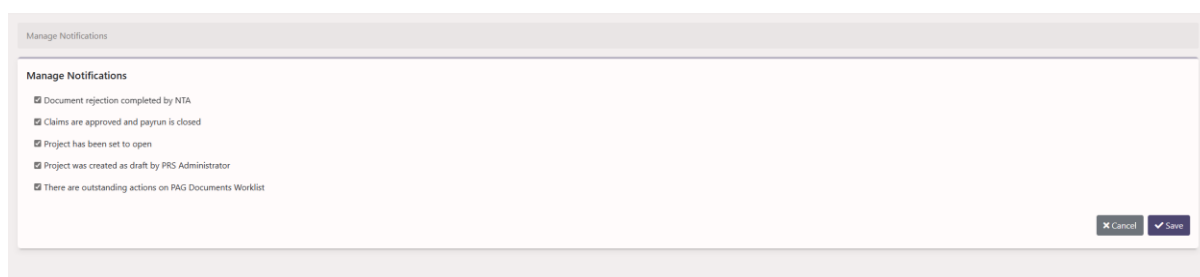 Manage Notifications
Manage Notifications
Document rejection completed by NTA
Claims are approved and payrun is closed
Project has been set to open
Project was created as draft by PRS Administrator
There are outstanding actions on PAG Documents Worklist
Cancel Save